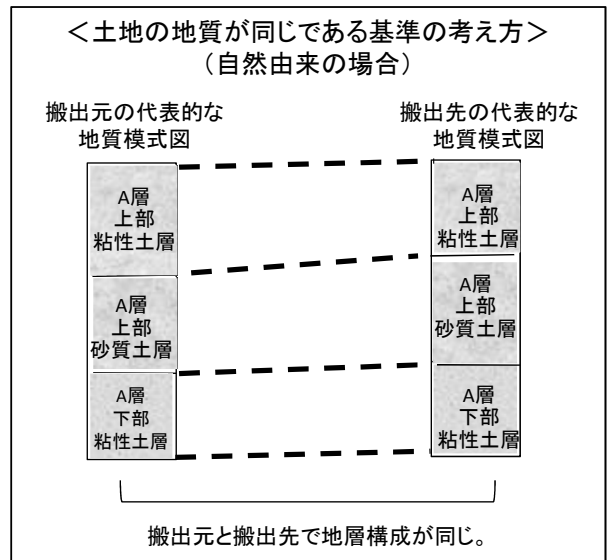 ＜土地の地質が同じである基準の考え方＞
（自然由来の場合）
搬出元の代表的な
地質模式図
搬出先の代表的な
地質模式図
A層
上部
粘性土層
A層
上部
砂質土層
A層
下部
粘性土層
A層
上部
粘性土層
A層
上部
砂質土層
A層
下部
粘性土層
搬出元と搬出先で地層構成が同じ。